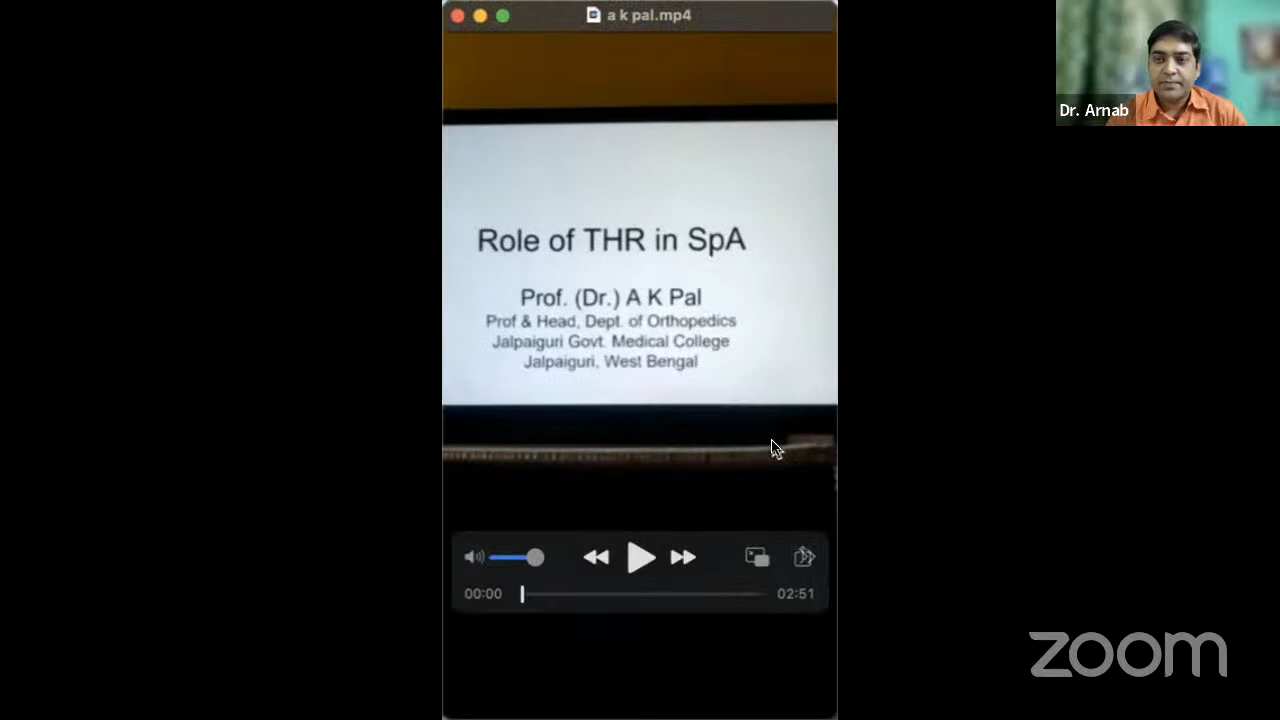 a k pal.mp4
Dr. Arnab
Role of THR in SpA
Prof. (Dr.) A K Pal
Prof & Head, Dept. of Orthopedics
Jalpaiguri Govt. Medical College
Jalpaiguri, West Bengal
00:00
02:51
zoom